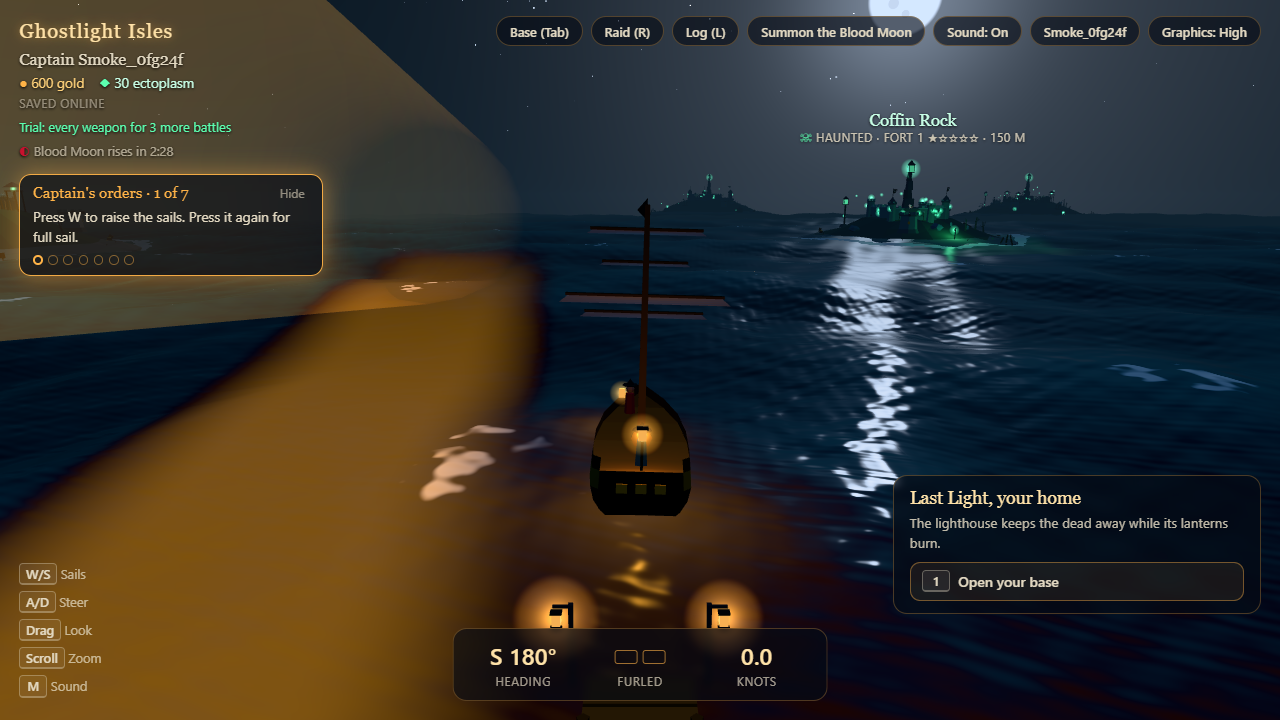 Ghostlight Isles
Captain Smoke_0fg24f
600 gold 30 ectoplasm
SAVED ONLINE
Trial: every weapon for 3 more battles
Blood Moon rises in 2:28
Captain's orders · 1 of 7 Hide
Press W to raise the sails. Press it again for
full sail.
Base (Tab) Raid (R) Log (L) Summon the Blood Moon Sound: On Smoke_0fg24f Graphics: High
Coffin Rock
HAUNTED · FORT 1 ★☆☆☆☆ · 150 M
Last Light, your home
The lighthouse keeps the dead away while its lanterns
burn.
1 Open your base
W/S Sails
A/D Steer
Drag Look
Scroll Zoom
M Sound
S 180° 0.0
HEADING FURLED KNOTS